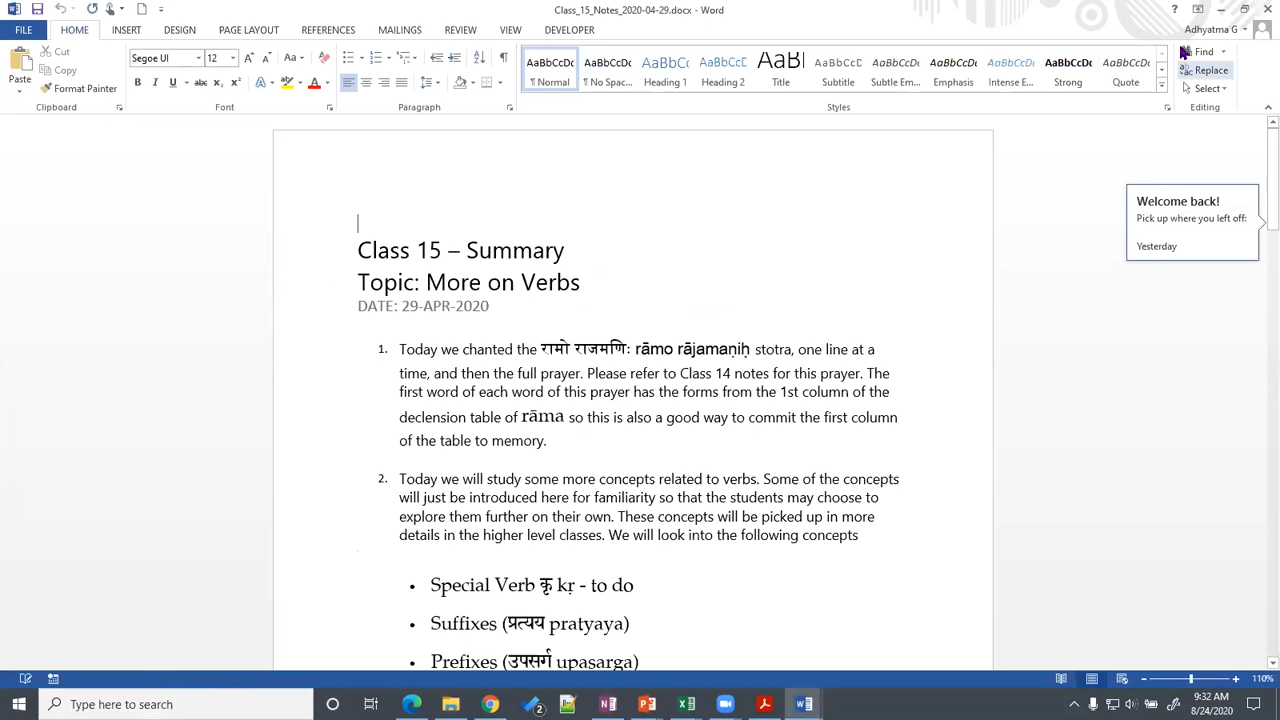 Class_15_Notes_2020-04-29.docx - Word
FILE HOME INSERT DESIGN PAGE LAYOUT REFERENCES MAILINGS REVIEW VIEW DEVELOPER Adhyatma G
Paste Cut Copy Format Painter
Segoe UI 12
AaBbCcDc AaBbCcDc AaBbCc AaBbCcD AaBl AaBbCcD AaBbCcDc AaBbCcDc AaBbCcDc AaBbCcDc AaBbCcDc
¶ Normal ¶ No Spac... Heading 1 Heading 2 Title Subtitle Subtle Em... Emphasis Intense E... Strong Quote
Find Replace Select
Clipboard Font Paragraph Styles Editing
Welcome back!
Pick up where you left off:
Yesterday
Class 15 – Summary
Topic: More on Verbs
DATE: 29-APR-2020
1. Today we chanted the रामो राजमणिः rāmo rājamaṇiḥ stotra, one line at a
time, and then the full prayer. Please refer to Class 14 notes for this prayer. The
first word of each word of this prayer has the forms from the 1st column of the
declension table of rāma so this is also a good way to commit the first column
of the table to memory.
2. Today we will study some more concepts related to verbs. Some of the concepts
will just be introduced here for familiarity so that the students may choose to
explore them further on their own. These concepts will be picked up in more
details in the higher level classes. We will look into the following concepts
• Special Verb कृ kṛ - to do
• Suffixes (प्रत्यय pratyaya)
• Prefixes (उपसर्ग upasarga)
110%
Type here to search
2
9:32 AM
8/24/2020